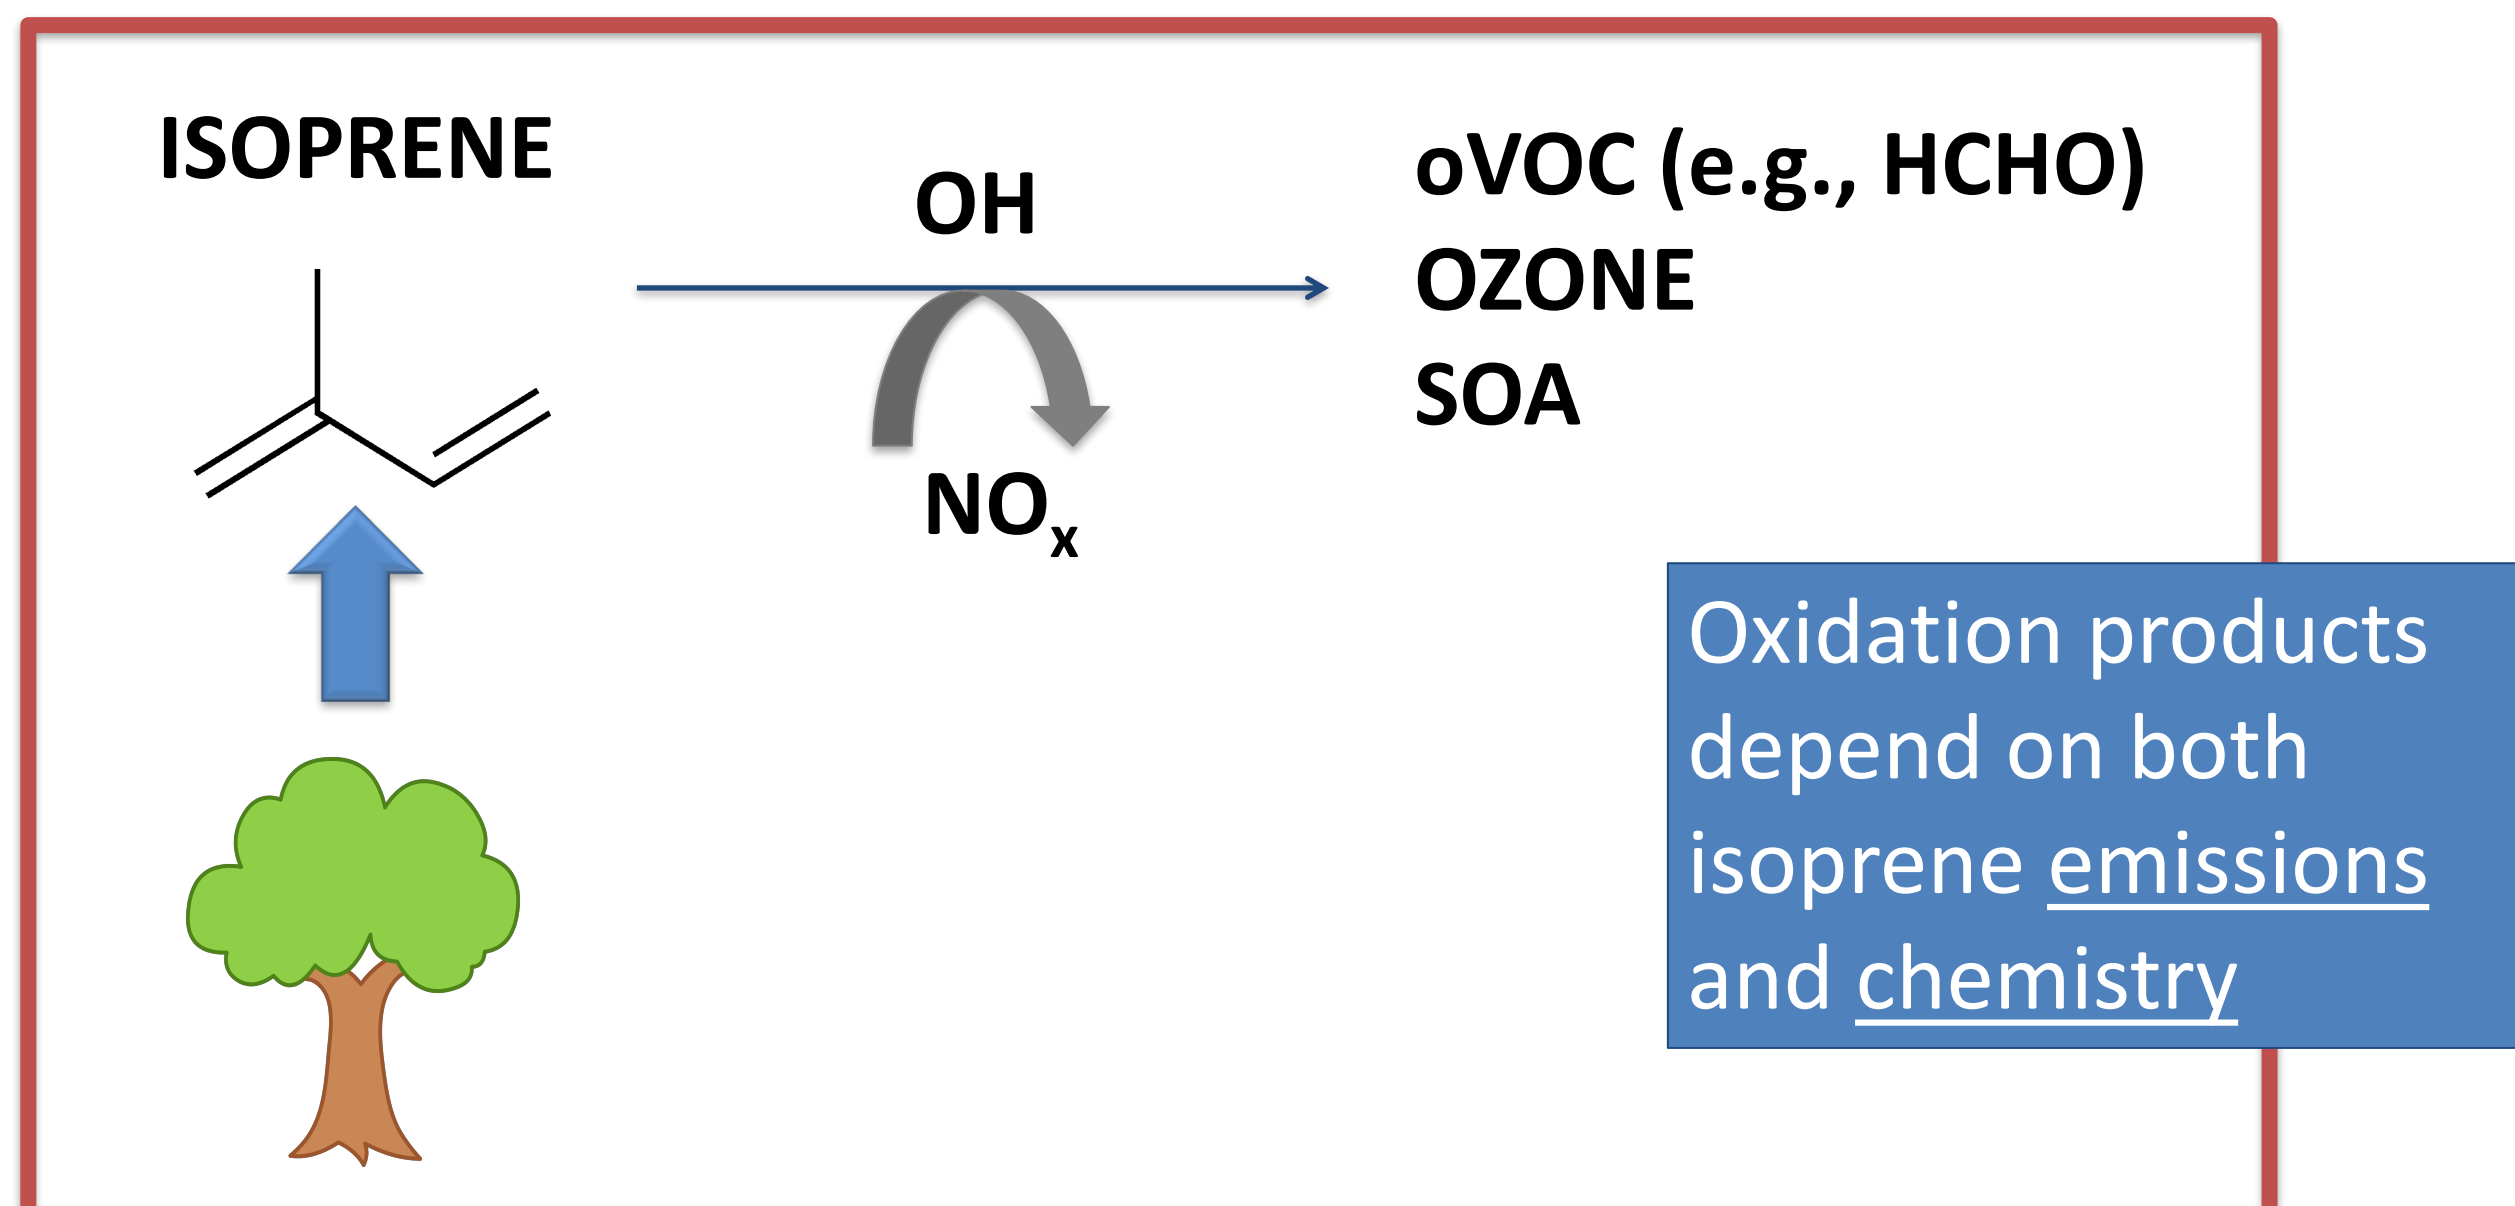 ISOPRENE
OH
NOx
oVOC (e.g., HCHO)
OZONE
SOA
Oxidation products
depend on both
isoprene emissions
and chemistry